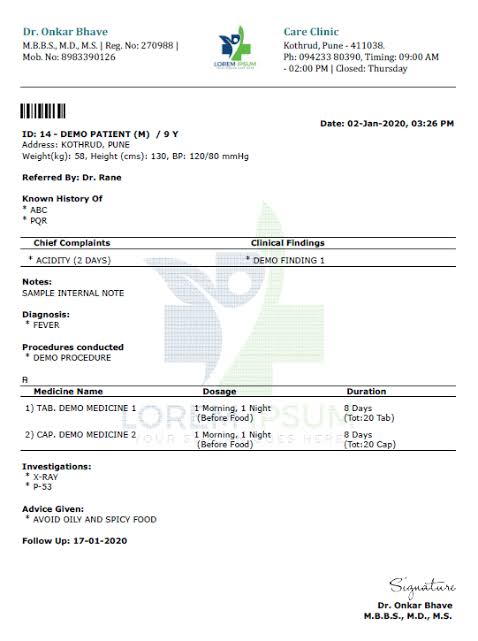 Dr. Onkar Bhave
M.B.B.S., M.D., M.S. | Reg. No: 270988 |
Mob. No: 8983390126
LOREM IPSUM
Care Clinic
Kothrud, Pune - 411038.
Ph: 094233 80390, Timing: 09:00 AM
- 02:00 PM | Closed: Thursday
Date: 02-Jan-2020, 03:26 PM
ID: 14 - DEMO PATIENT (M) / 9 Y
Address: KOTHRUD, PUNE
Weight(kg): 58, Height (cms): 130, BP: 120/80 mmHg
Referred By: Dr. Rane
Known History Of
* ABC
* PQR
Chief Complaints Clinical Findings
* ACIDITY (2 DAYS) * DEMO FINDING 1
Notes:
SAMPLE INTERNAL NOTE
Diagnosis:
* FEVER
Procedures conducted
* DEMO PROCEDURE
℞
Medicine Name Dosage Duration
1) TAB. DEMO MEDICINE 1 1 Morning, 1 Night 8 Days
(Before Food) (Tot:20 Tab)
LOREM IPSUM
2) CAP. DEMO MEDICINE 2 1 Morning, 1 Night 8 Days
(Before Food) (Tot:20 Cap)
Investigations:
* X-RAY
* P-53
Advice Given:
* AVOID OILY AND SPICY FOOD
Follow Up: 17-01-2020
Signature
Dr. Onkar Bhave
M.B.B.S., M.D., M.S.